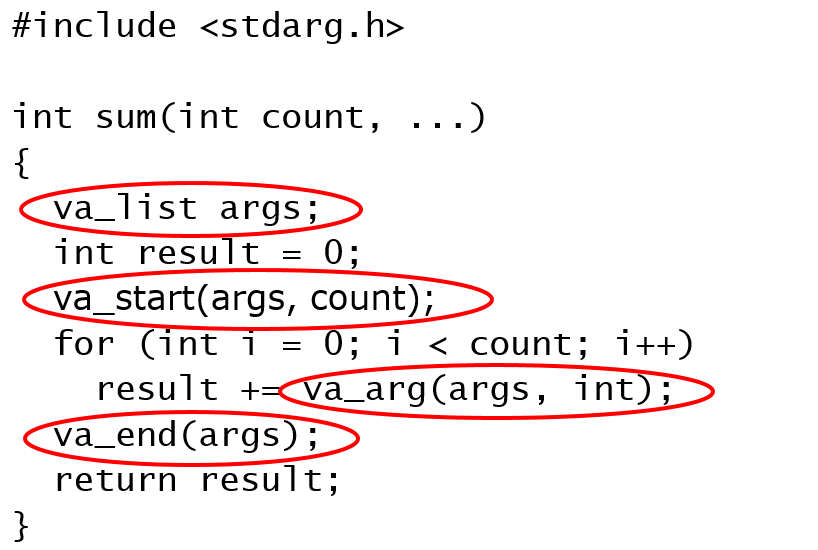 #include <stdarg.h>
int sum(int count, ...)
{
va_list args;
int result = 0;
va_start(args, count);
for (int i = 0; i < count; i++)
result += va_arg(args, int);
va_end(args);
return result;
}